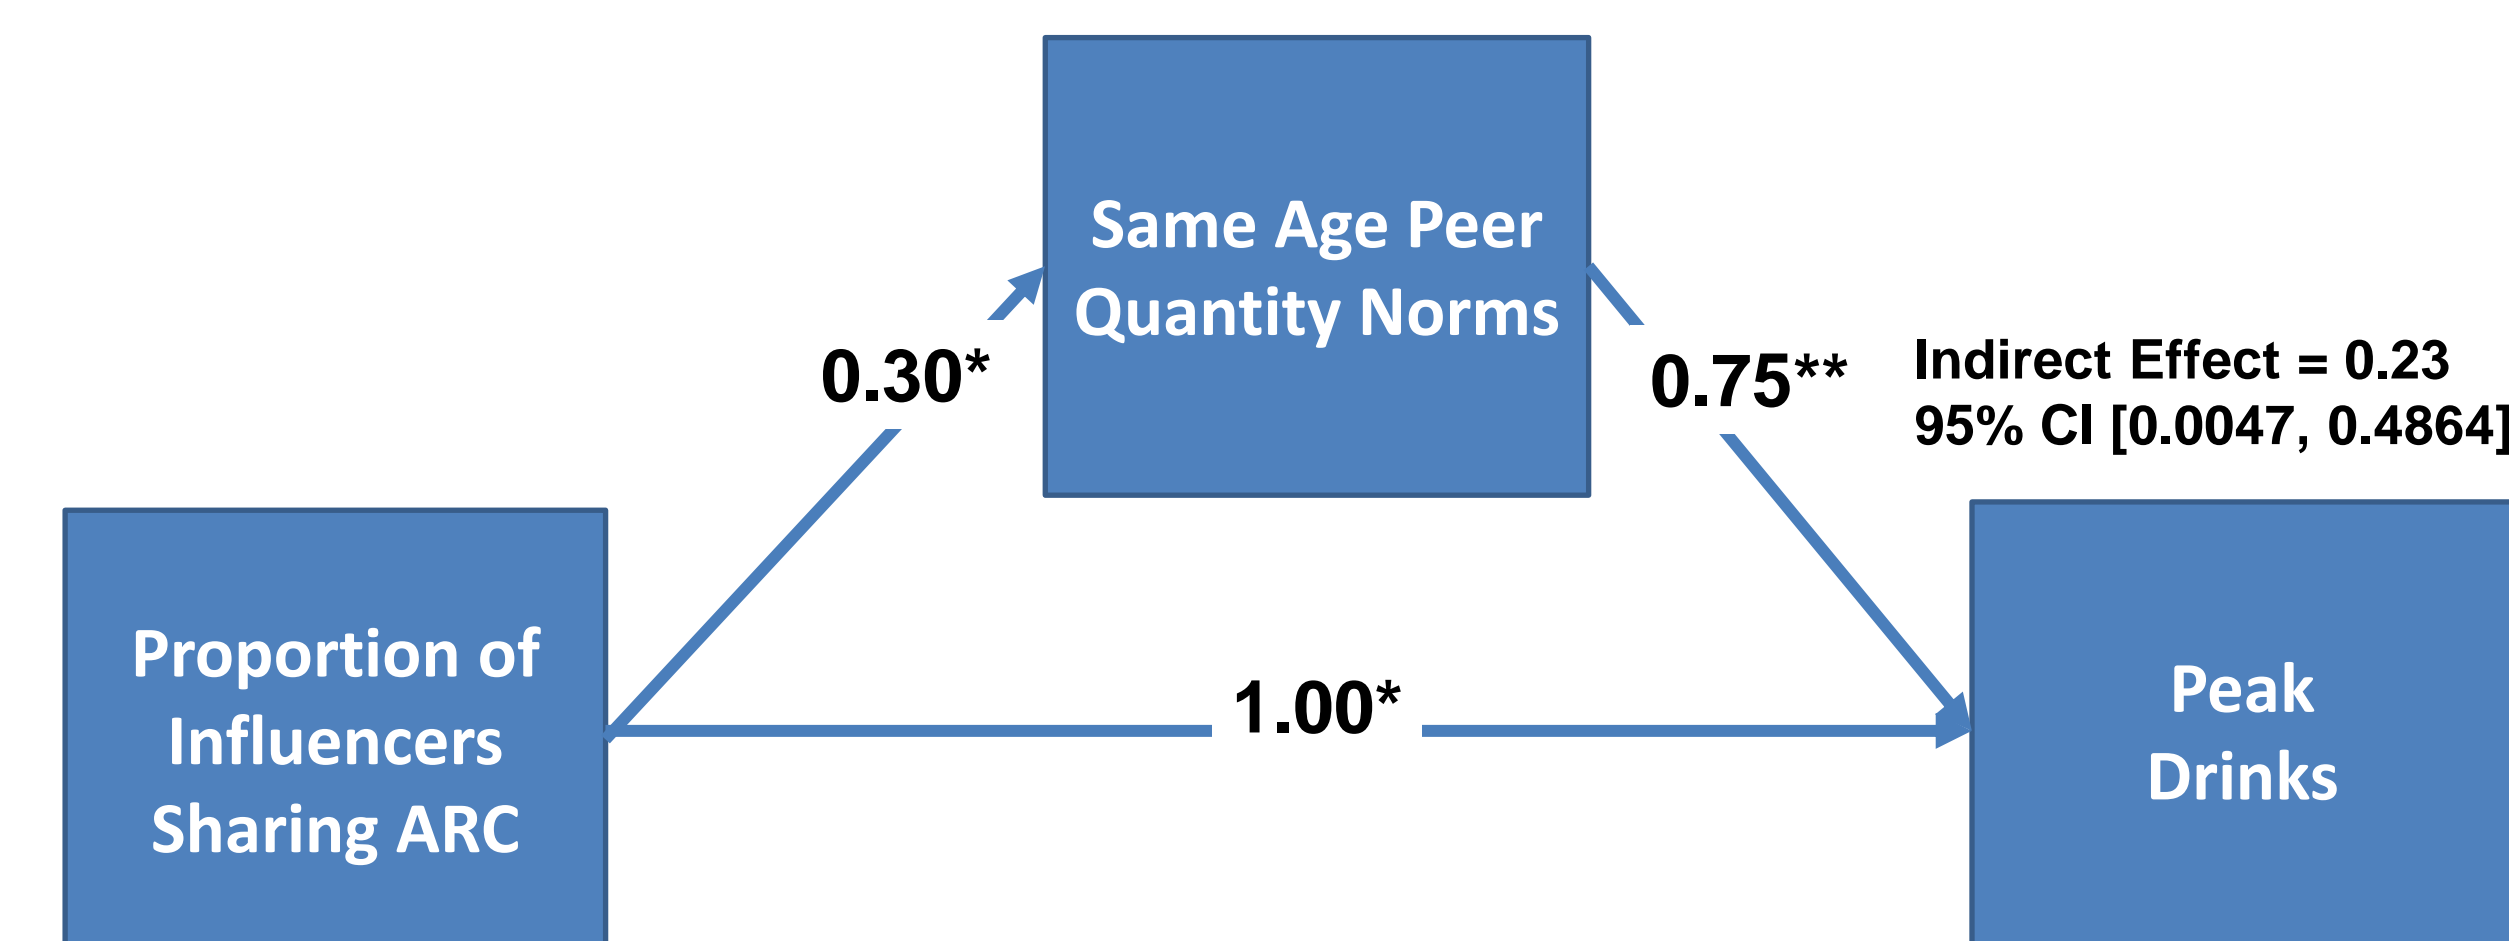 Same Age Peer
Quantity Norms
0.30*
0.75**
Indirect Effect = 0.23
95% CI [0.0047, 0.4864]
Proportion of
Influencers
Sharing ARC
1.00*
Peak
Drinks